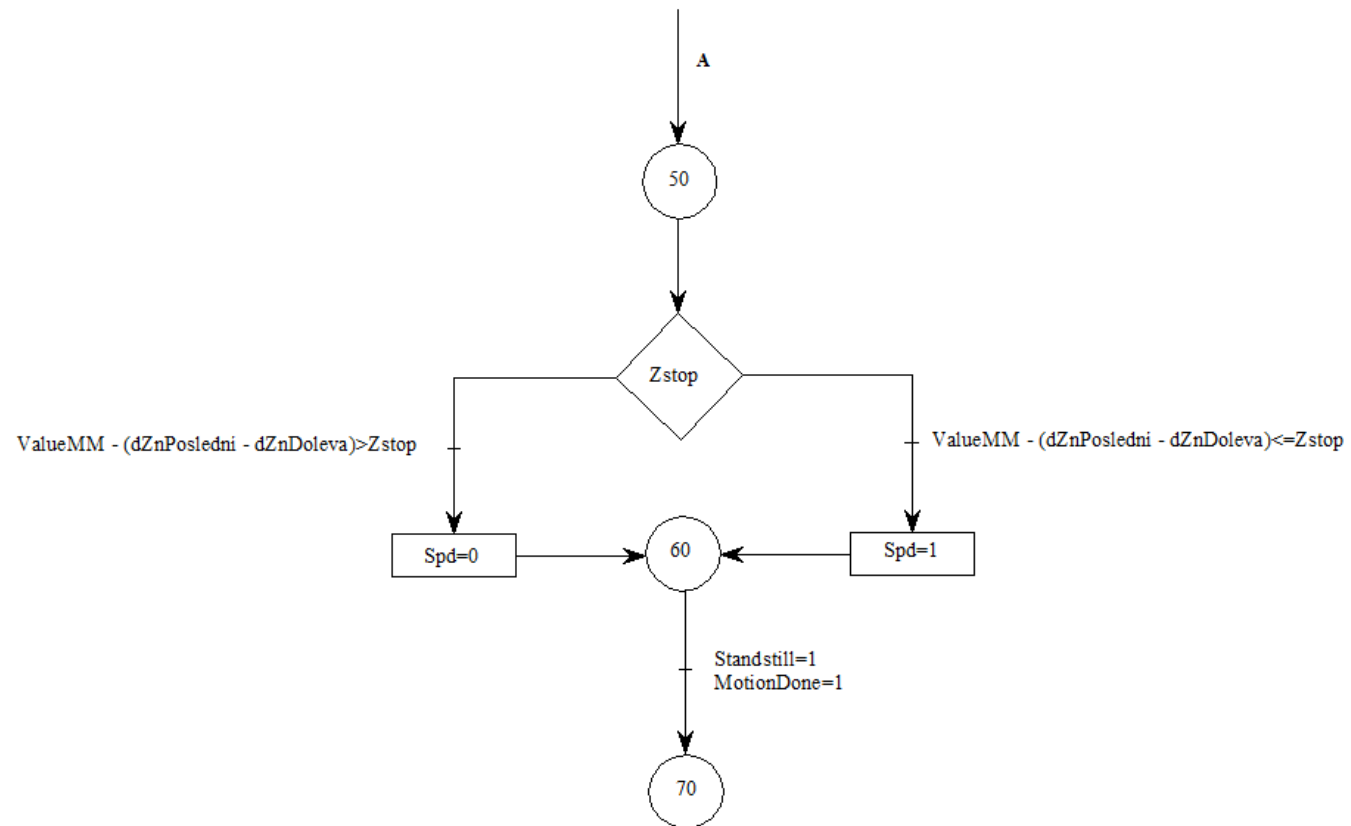 A
50
Zstop
ValueMM - (dZnPosledni - dZnDoleva)>Zstop
ValueMM - (dZnPosledni - dZnDoleva)<=Zstop
Spd=0
60
Spd=1
Standstill=1
MotionDone=1
70